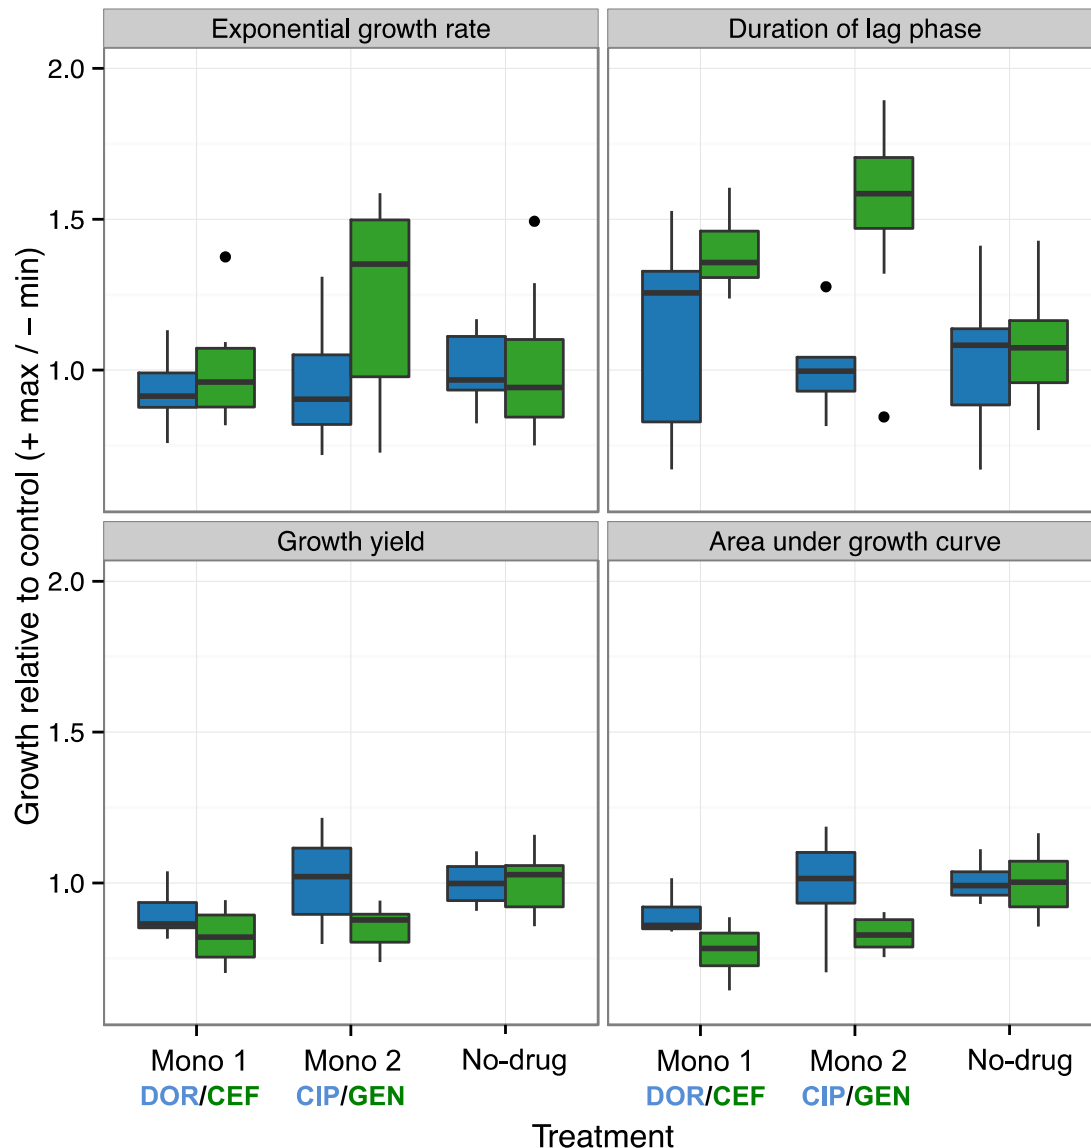 Exponential growth rate
Duration of lag phase
2.0
1.5
1.0
Growth yield
Area under growth curve
2.0
1.5
1.0
Growth relative to control (+ max / − min)
Mono 1
Mono 2
No-drug
Mono 1
Mono 2
No-drug
DOR/CEF
CIP/GEN
DOR/CEF
CIP/GEN
Treatment